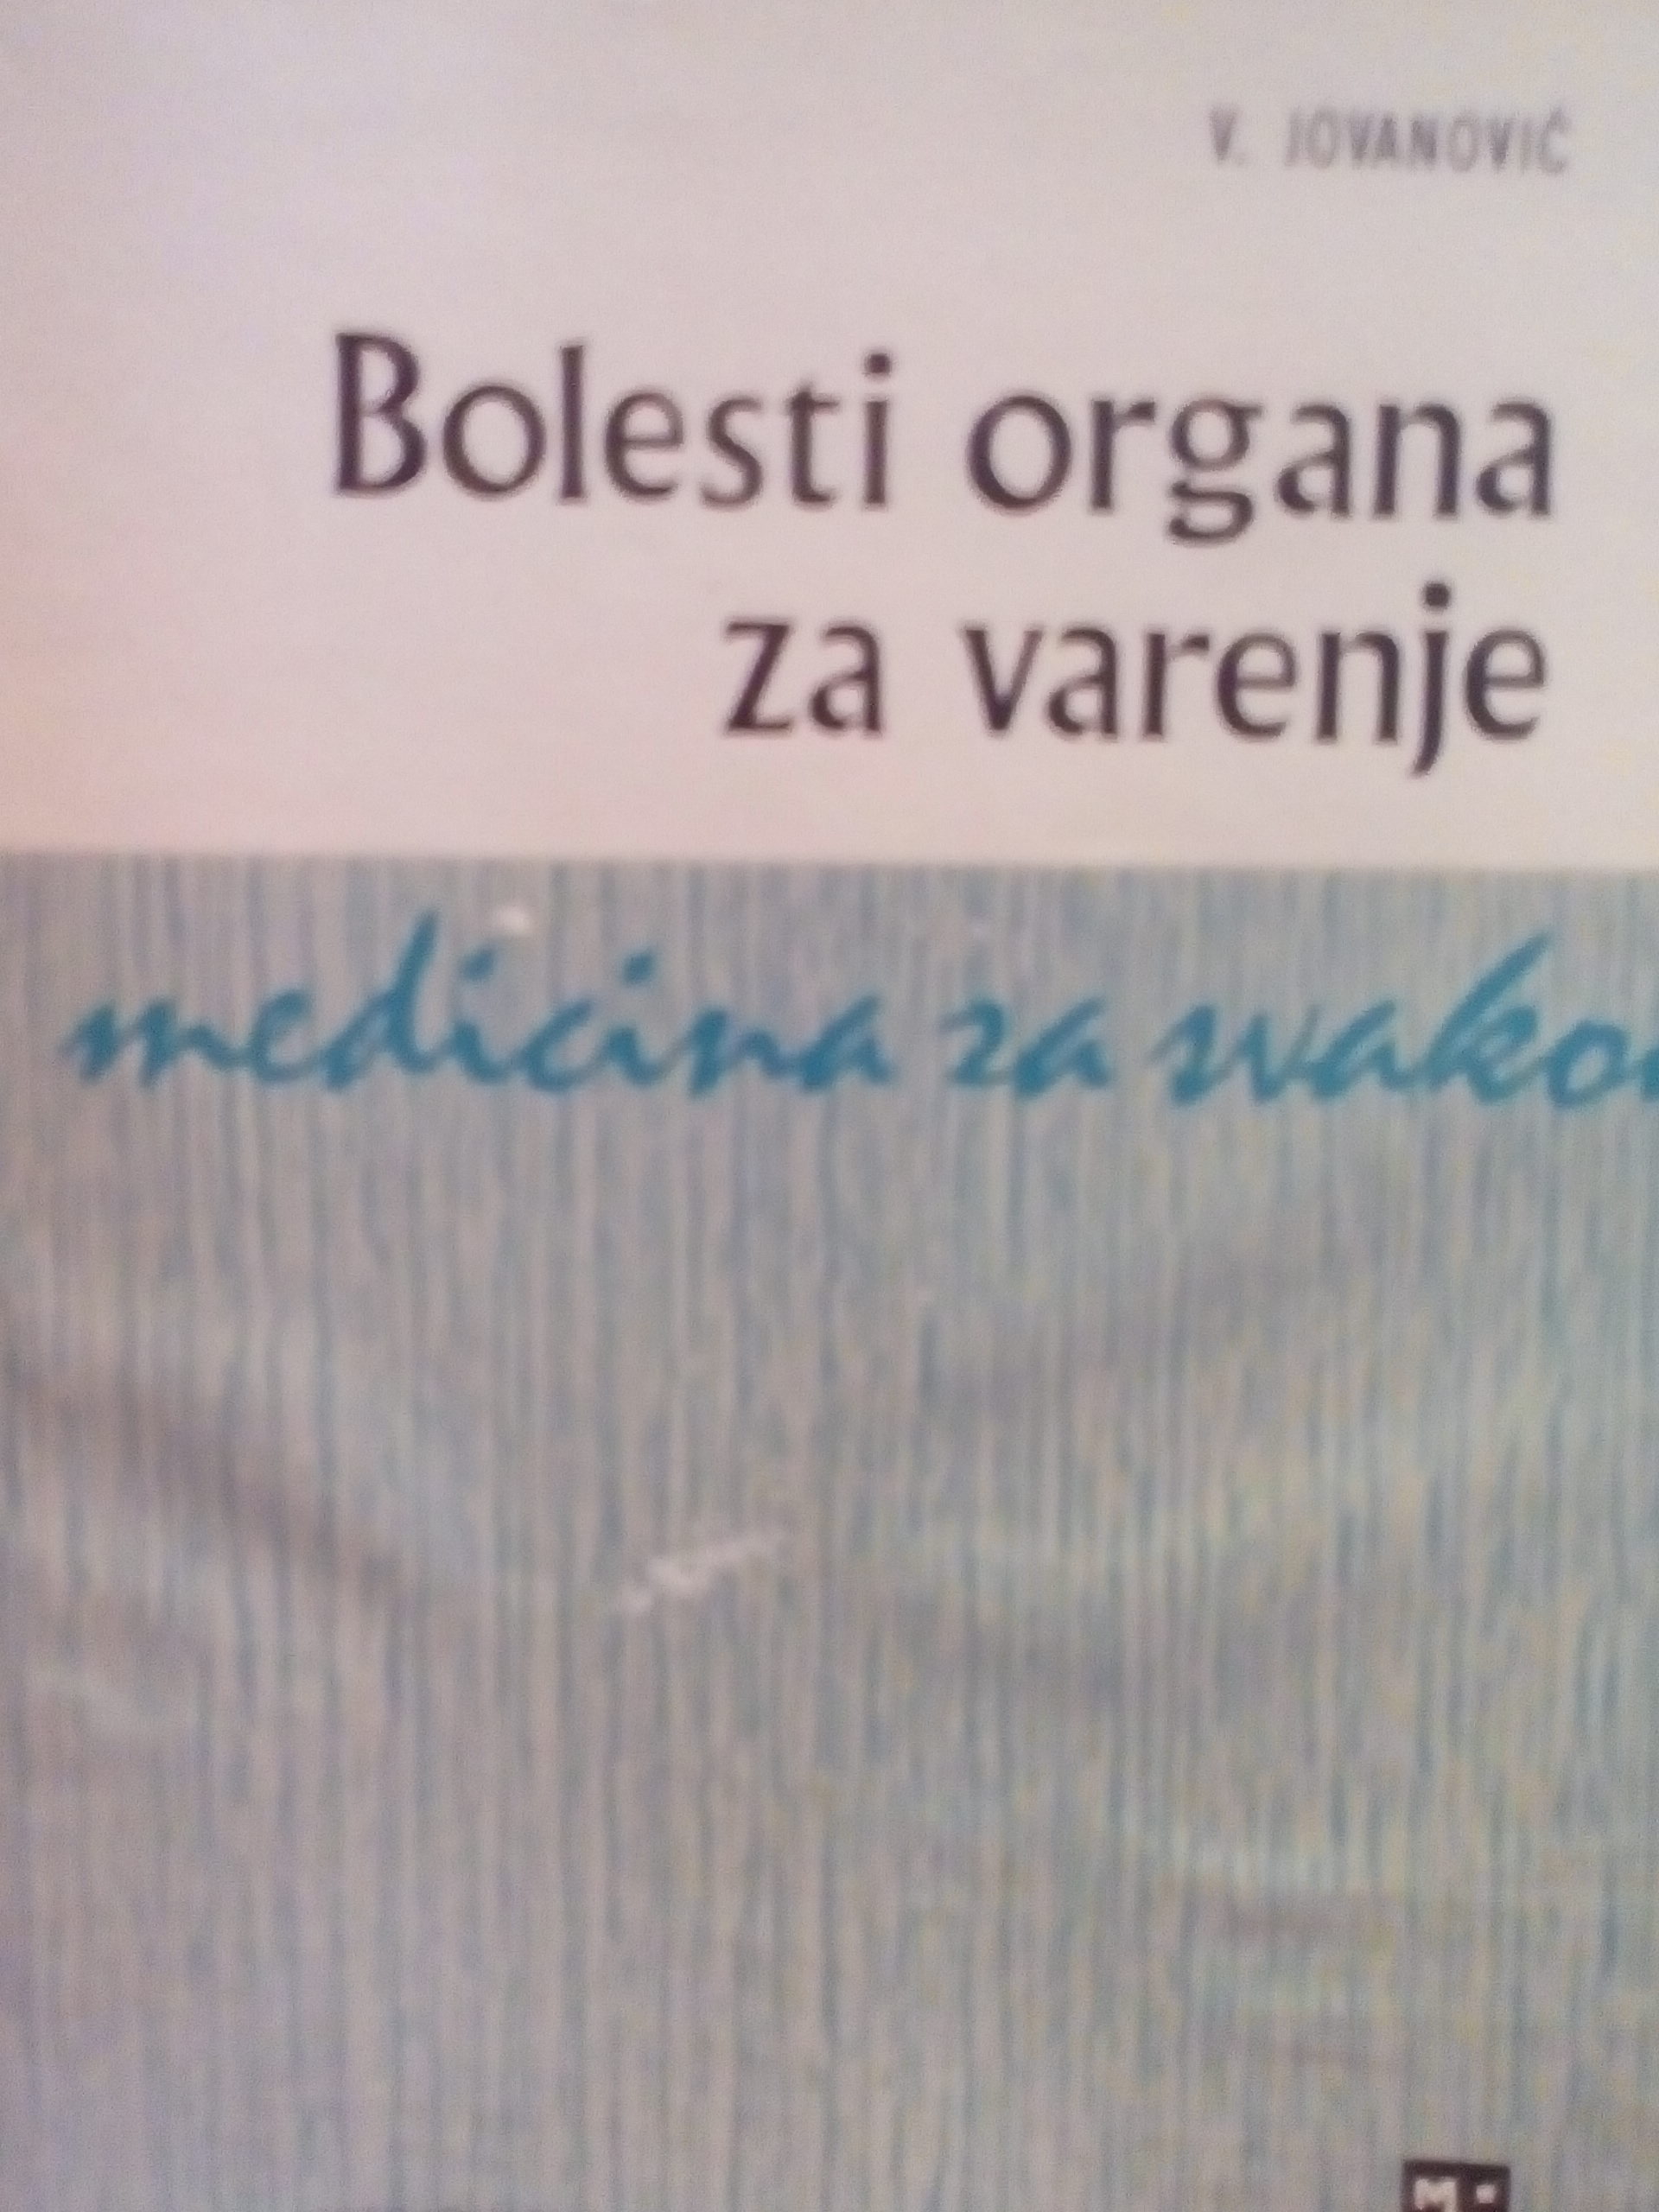 V. JOVANOVIĆ
Bolesti organa
za varenje
medicina za svako